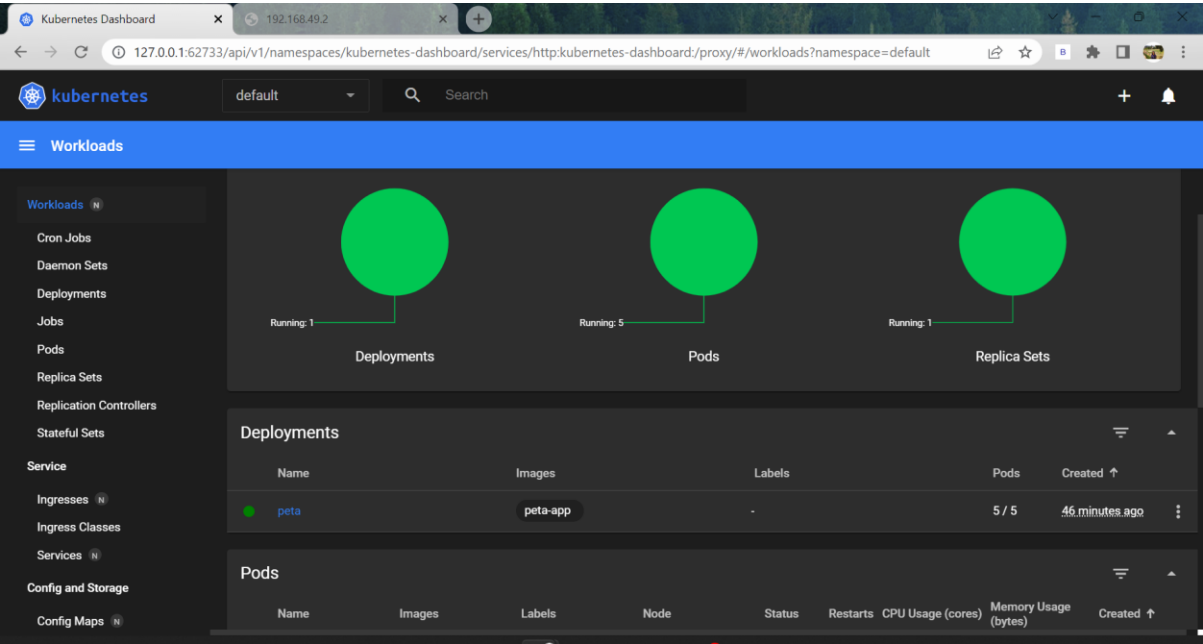 Kubernetes Dashboard
192.168.49.2
127.0.0.1:62733/api/v1/namespaces/kubernetes-dashboard/services/http:kubernetes-dashboard:/proxy/#/workloads?namespace=default
B
kubernetes
default
Search
Workloads
Workloads N
Cron Jobs
Daemon Sets
Deployments
Jobs
Pods
Replica Sets
Replication Controllers
Stateful Sets
Service
Ingresses N
Ingress Classes
Services N
Config and Storage
Config Maps N
Running: 1
Running: 5
Running: 1
Deployments
Pods
Replica Sets
Deployments
Name Images Labels Pods Created ↑
peta peta-app - 5 / 5 46 minutes ago
Pods
Name Images Labels Node Status Restarts CPU Usage (cores) Memory Usage (bytes) Created ↑